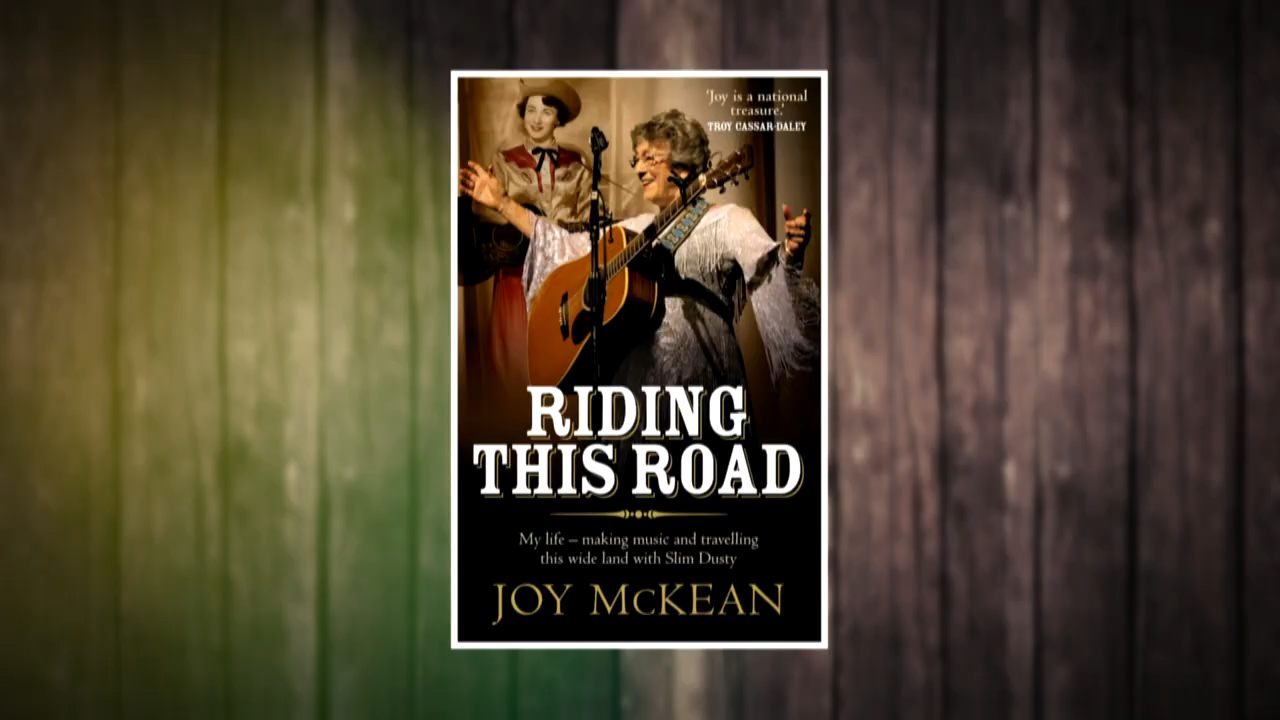 'Joy is a national
treasure.'
TROY CASSAR-DALEY
RIDING
THIS ROAD
My life – making music and travelling
this wide land with Slim Dusty
JOY McKEAN